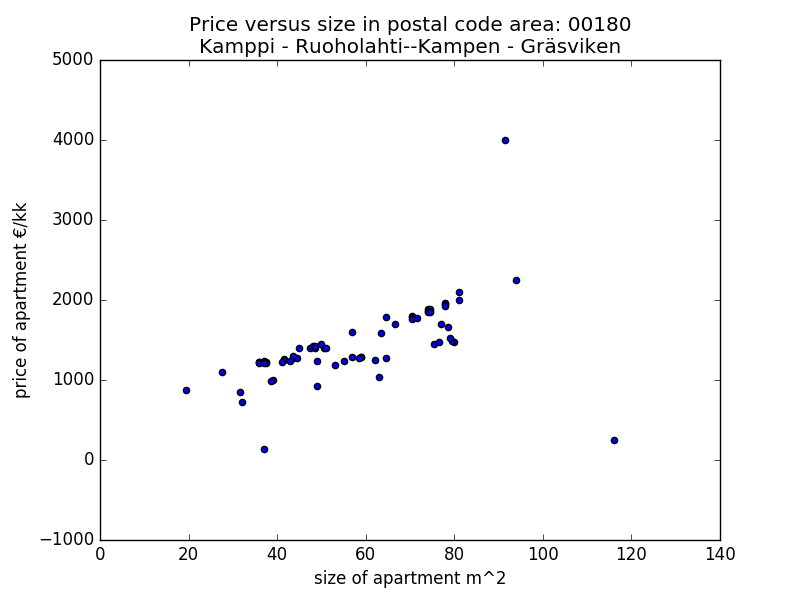 Price versus size in postal code area: 00180
Kamppi - Ruoholahti--Kampen - Gräsviken
5000
4000
3000
2000
1000
0
−1000
price of apartment €/kk
0 20 40 60 80 100 120 140
size of apartment m^2